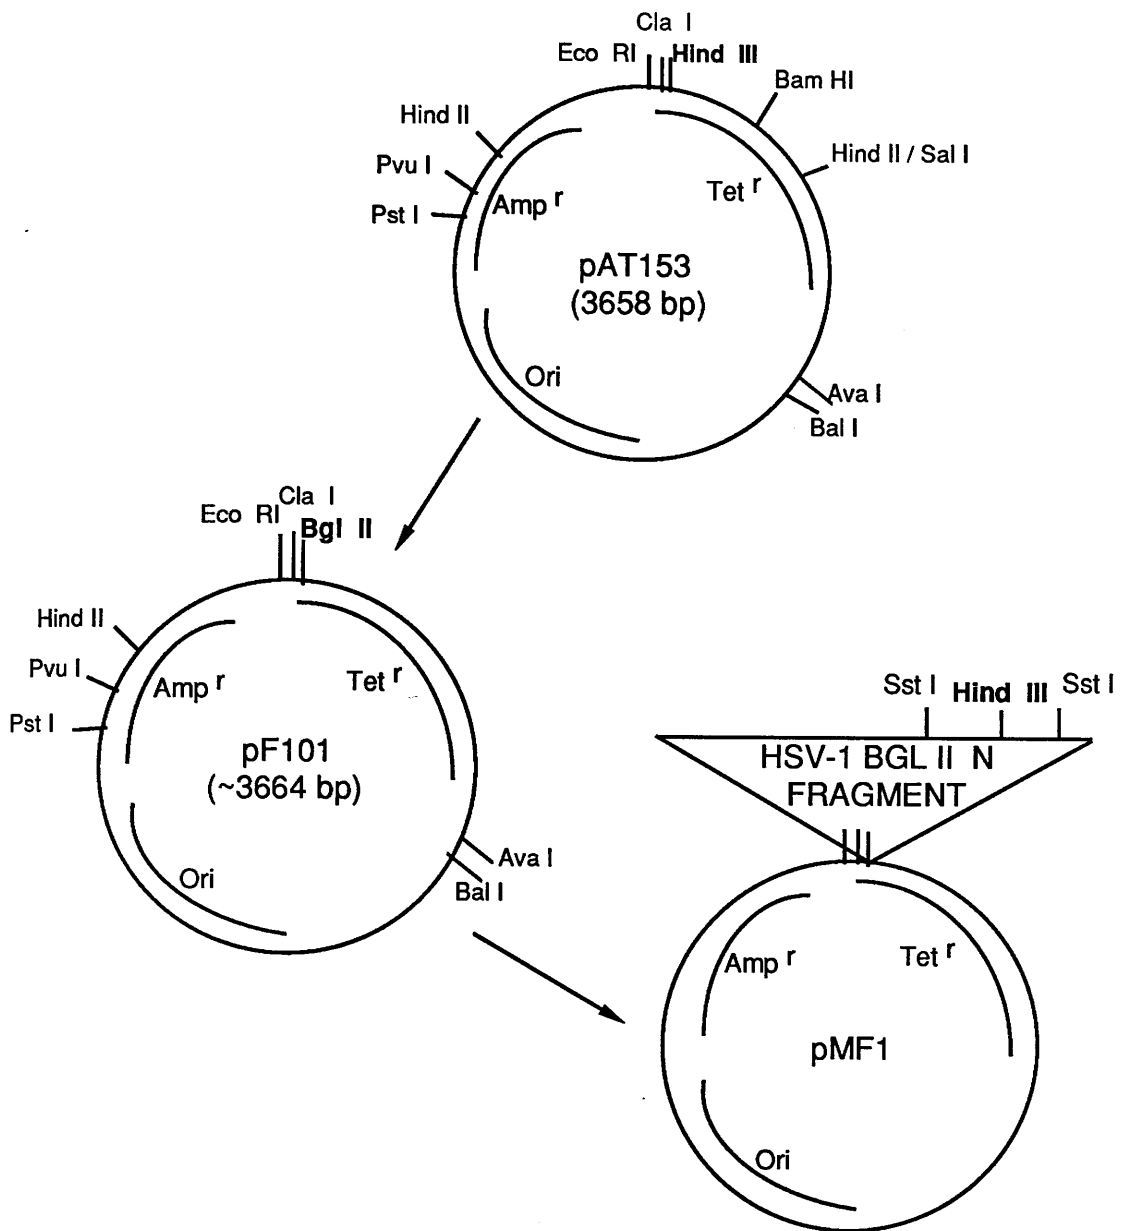 Cla I
Eco RI Hind III
Bam HI
Hind II
Hind II / Sal I
Pvu I
Tet r
Amp r
Pst I
pAT153
(3658 bp)
Ori
Ava I
Bal I
Cla I
Eco RI
Bgl II
Hind II
Pvu I
Amp r
Tet r
Pst I
pF101
(~3664 bp)
Ava I
Ori
Bal I
Sst I Hind III Sst I
HSV-1 BGL II N
FRAGMENT
Amp r
Tet r
pMF1
Ori